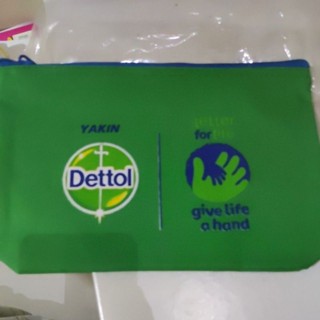 YAKIN
Dettol
for
give life
a hand